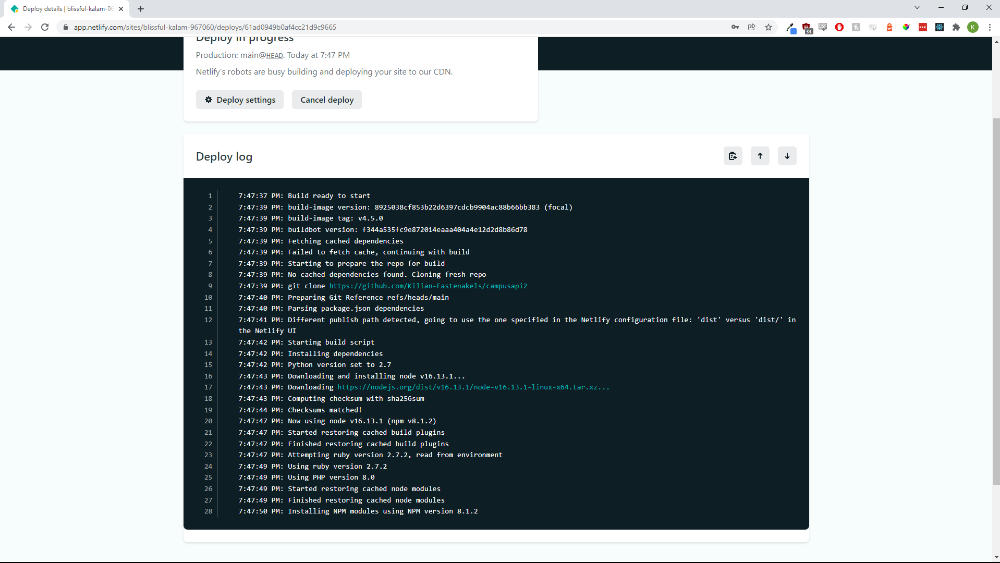 Deploy details | blissful-kalam-96
app.netlify.com/sites/blissful-kalam-967060/deploys/61ad0949b0af4cc21d9c9665
33
K
Deploy in progress
Production: main@HEAD. Today at 7:47 PM
Netlify’s robots are busy building and deploying your site to our CDN.
Deploy settings
Cancel deploy
Deploy log
1 7:47:37 PM: Build ready to start
2 7:47:39 PM: build-image version: 8925038cf853b22d6397cdcb9904ac88b66bb383 (focal)
3 7:47:39 PM: build-image tag: v4.5.0
4 7:47:39 PM: buildbot version: f344a535fc9e872014eaaa404a4e12d2d8b86d78
5 7:47:39 PM: Fetching cached dependencies
6 7:47:39 PM: Failed to fetch cache, continuing with build
7 7:47:39 PM: Starting to prepare the repo for build
8 7:47:39 PM: No cached dependencies found. Cloning fresh repo
9 7:47:39 PM: git clone https://github.com/Kilian-Fastenakels/campusapi2
10 7:47:40 PM: Preparing Git Reference refs/heads/main
11 7:47:40 PM: Parsing package.json dependencies
12 7:47:41 PM: Different publish path detected, going to use the one specified in the Netlify configuration file: 'dist' versus 'dist/' in
the Netlify UI
13 7:47:42 PM: Starting build script
14 7:47:42 PM: Installing dependencies
15 7:47:42 PM: Python version set to 2.7
16 7:47:43 PM: Downloading and installing node v16.13.1...
17 7:47:43 PM: Downloading https://nodejs.org/dist/v16.13.1/node-v16.13.1-linux-x64.tar.xz...
18 7:47:43 PM: Computing checksum with sha256sum
19 7:47:44 PM: Checksums matched!
20 7:47:47 PM: Now using node v16.13.1 (npm v8.1.2)
21 7:47:47 PM: Started restoring cached build plugins
22 7:47:47 PM: Finished restoring cached build plugins
23 7:47:47 PM: Attempting ruby version 2.7.2, read from environment
24 7:47:49 PM: Using ruby version 2.7.2
25 7:47:49 PM: Using PHP version 8.0
26 7:47:49 PM: Started restoring cached node modules
27 7:47:49 PM: Finished restoring cached node modules
28 7:47:50 PM: Installing NPM modules using NPM version 8.1.2